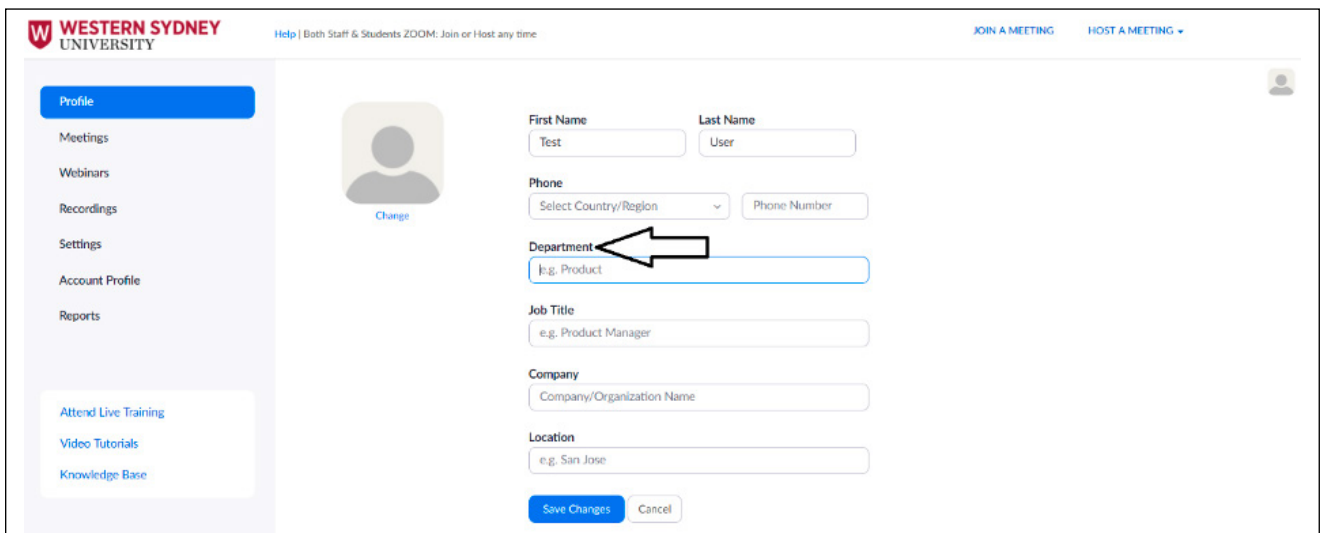 WESTERN SYDNEY
UNIVERSITY
Help | Both Staff & Students ZOOM: Join or Host any time
JOIN A MEETING
HOST A MEETING
Profile
Meetings
Webinars
Recordings
Settings
Account Profile
Reports
Attend Live Training
Video Tutorials
Knowledge Base
Change
First Name Last Name
Test User
Phone
Select Country/Region Phone Number
Department
e.g. Product
Job Title
e.g. Product Manager
Company
Company/Organization Name
Location
e.g. San Jose
Save Changes Cancel